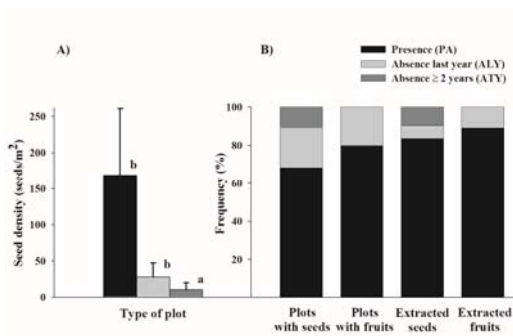 A)
B)
Presence (PA)
Absence last year (ALY)
Absence ≥ 2 years (ATY)
Seed density (seeds/m²)
250
200
150
100
50
0
b
b
a
Type of plot
Frequency (%)
100
80
60
40
20
Plots with seeds
Plots with fruits
Extracted seeds
Extracted fruits